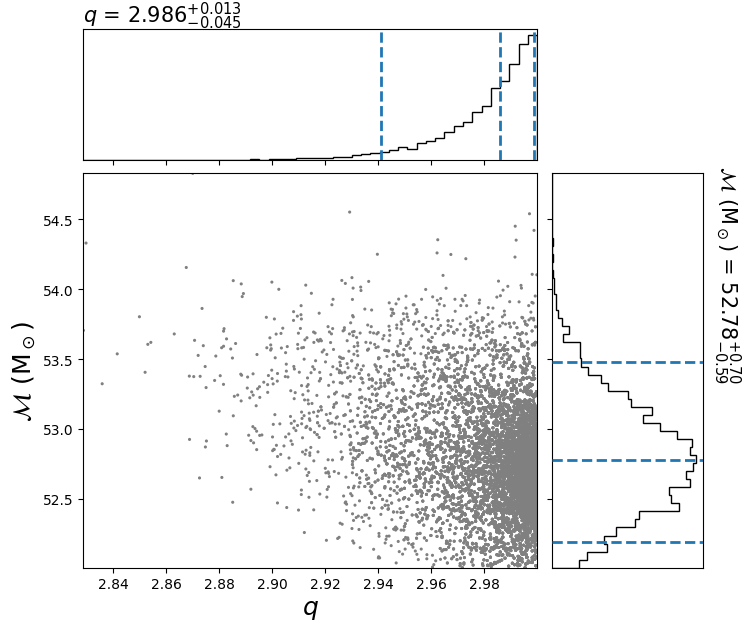 q = 2.986^{+0.013}_{-0.045}
ℳ (M_⊙) = 52.78^{+0.70}_{-0.59}
54.5
54.0
53.5
53.0
52.5
ℳ (M_⊙)
2.84 2.86 2.88 2.90 2.92 2.94 2.96 2.98
q